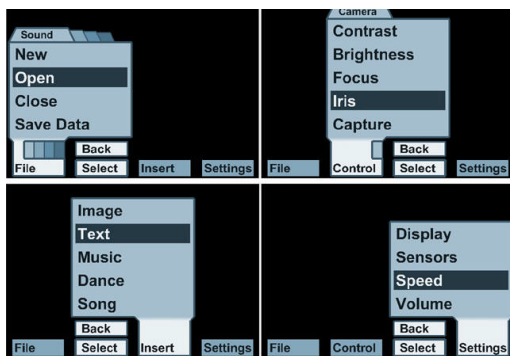 Sound
New
Open
Close
Save Data
Back
File Select Insert Settings
Camera
Contrast
Brightness
Focus
Iris
Capture
Back
File Control Select Settings
Image
Text
Music
Dance
Song
Back
File Select Insert Settings
Display
Sensors
Speed
Volume
Back
File Control Select Settings